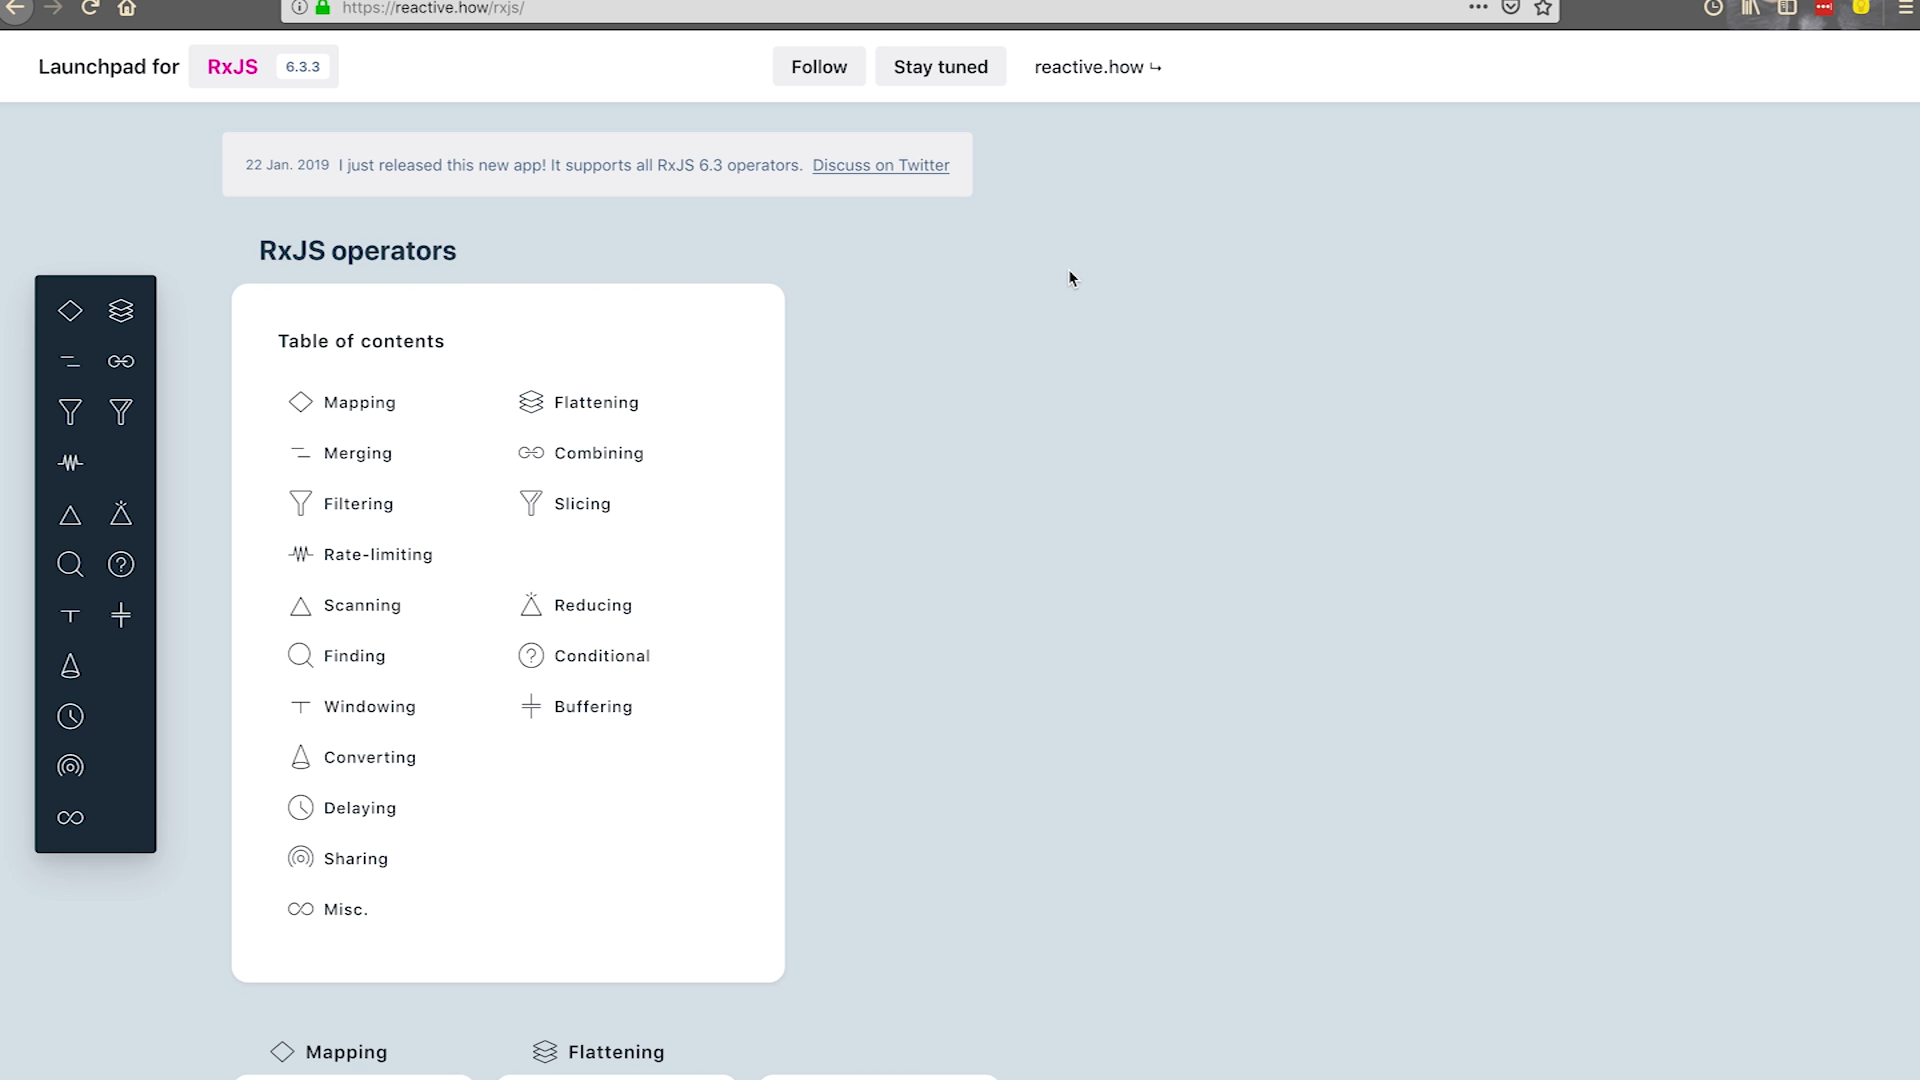 https://reactive.how/rxjs/
Launchpad for RxJS 6.3.3 Follow Stay tuned reactive.how ↪
22 Jan. 2019 I just released this new app! It supports all RxJS 6.3 operators. Discuss on Twitter
RxJS operators
Table of contents
Mapping Flattening
Merging Combining
Filtering Slicing
Rate-limiting
Scanning Reducing
Finding Conditional
Windowing Buffering
Converting
Delaying
Sharing
Misc.
Mapping Flattening